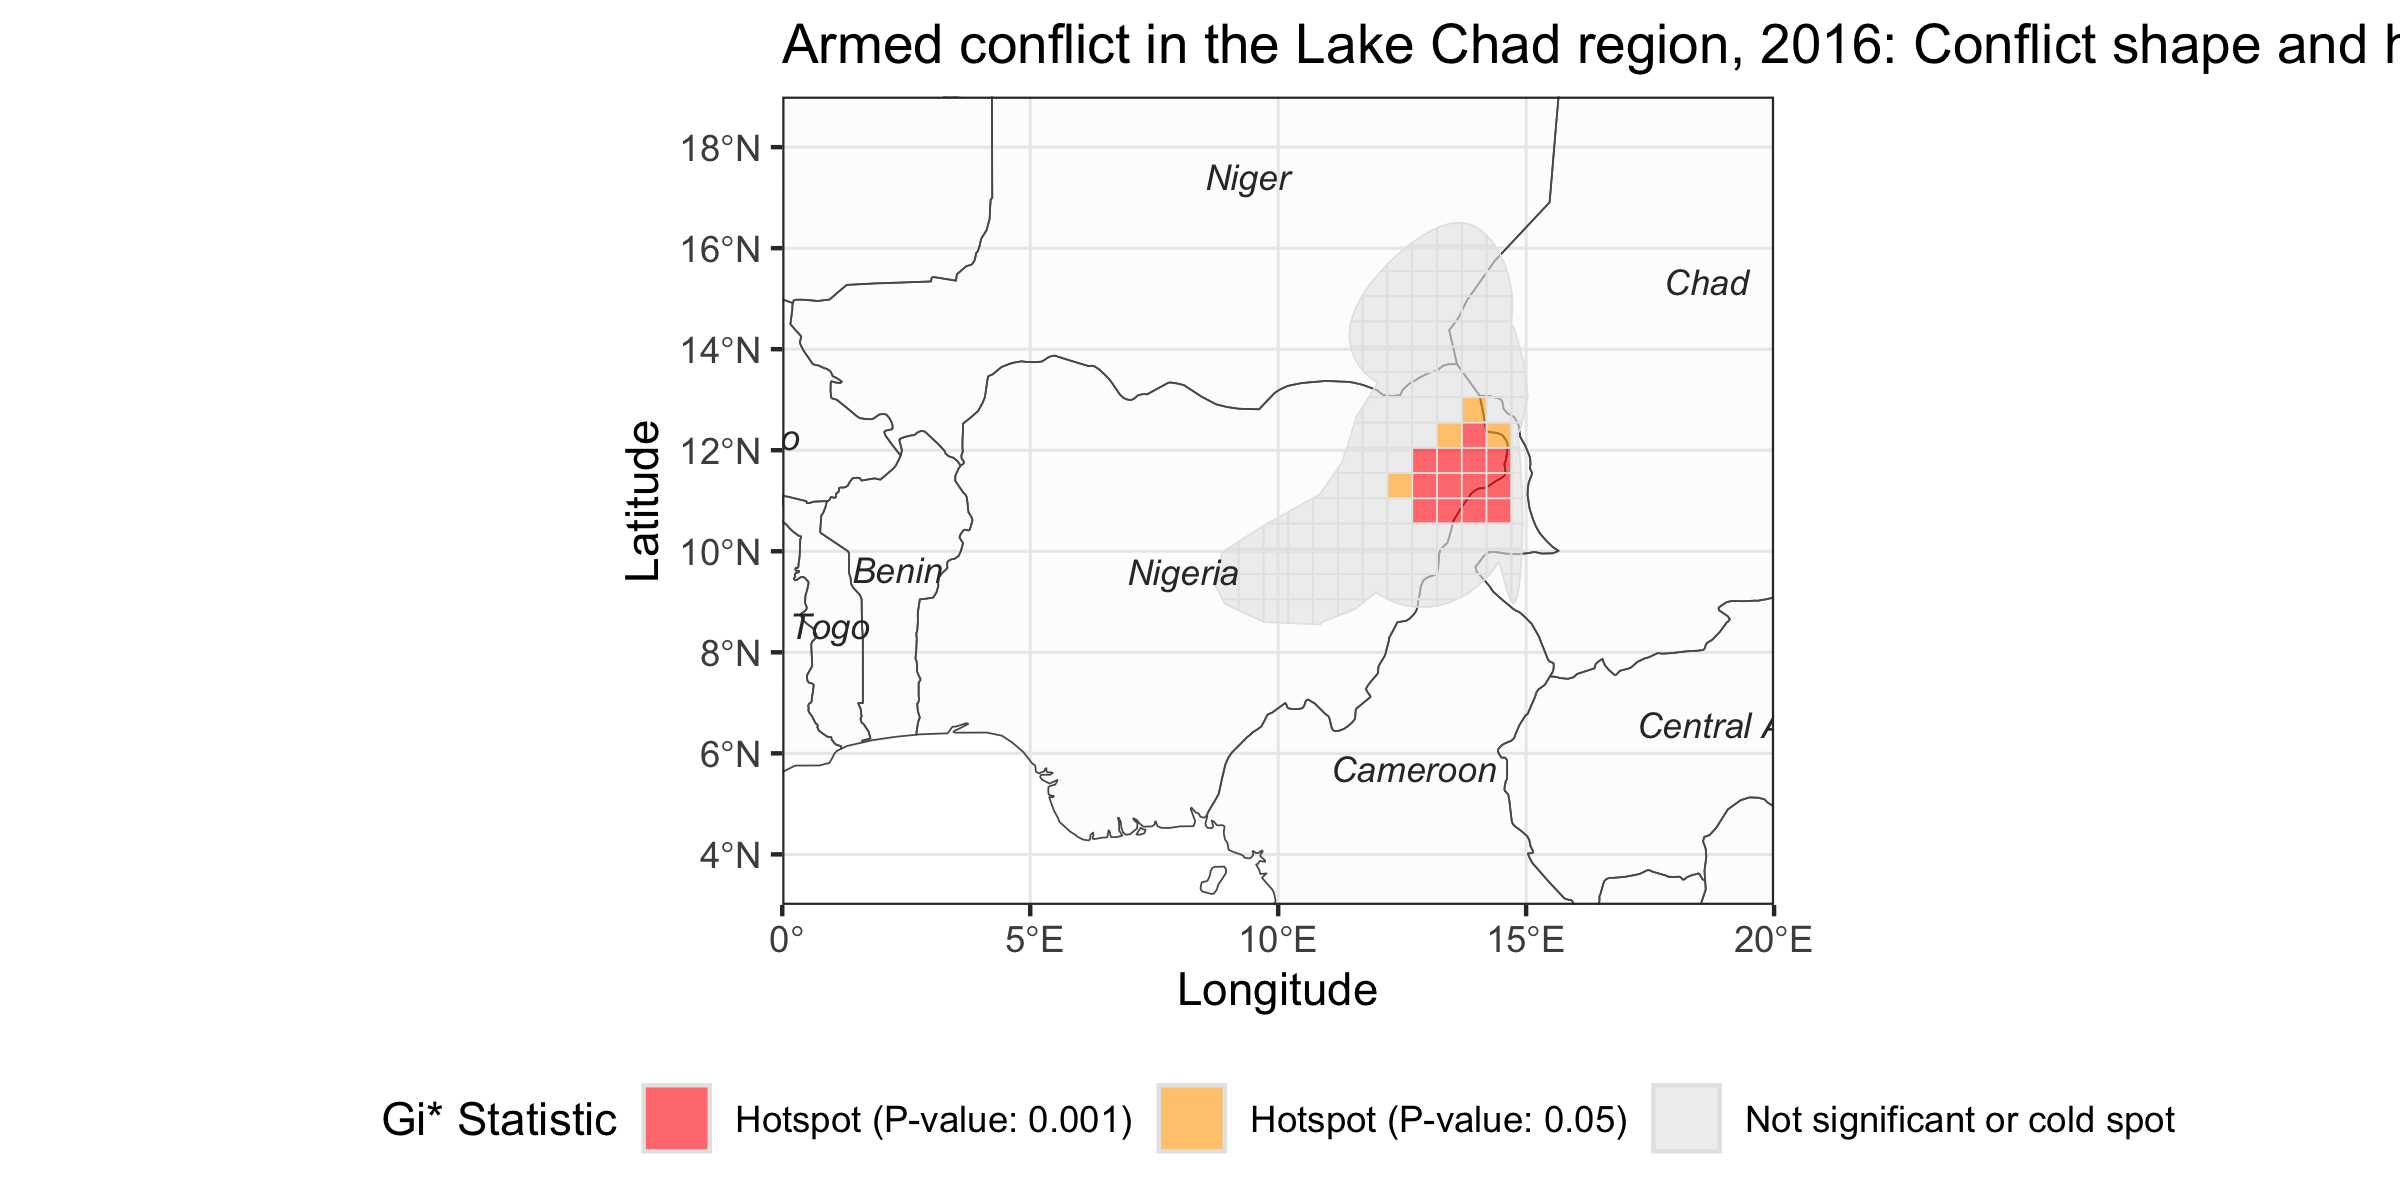 Armed conflict in the Lake Chad region, 2016: Conflict shape and h
18°N
16°N
14°N
12°N
10°N
8°N
6°N
4°N
Latitude
Niger
Chad
o
Benin
Nigeria
Togo
Central A
Cameroon
0°
5°E
10°E
15°E
20°E
Longitude
Gi* Statistic
Hotspot (P-value: 0.001)
Hotspot (P-value: 0.05)
Not significant or cold spot